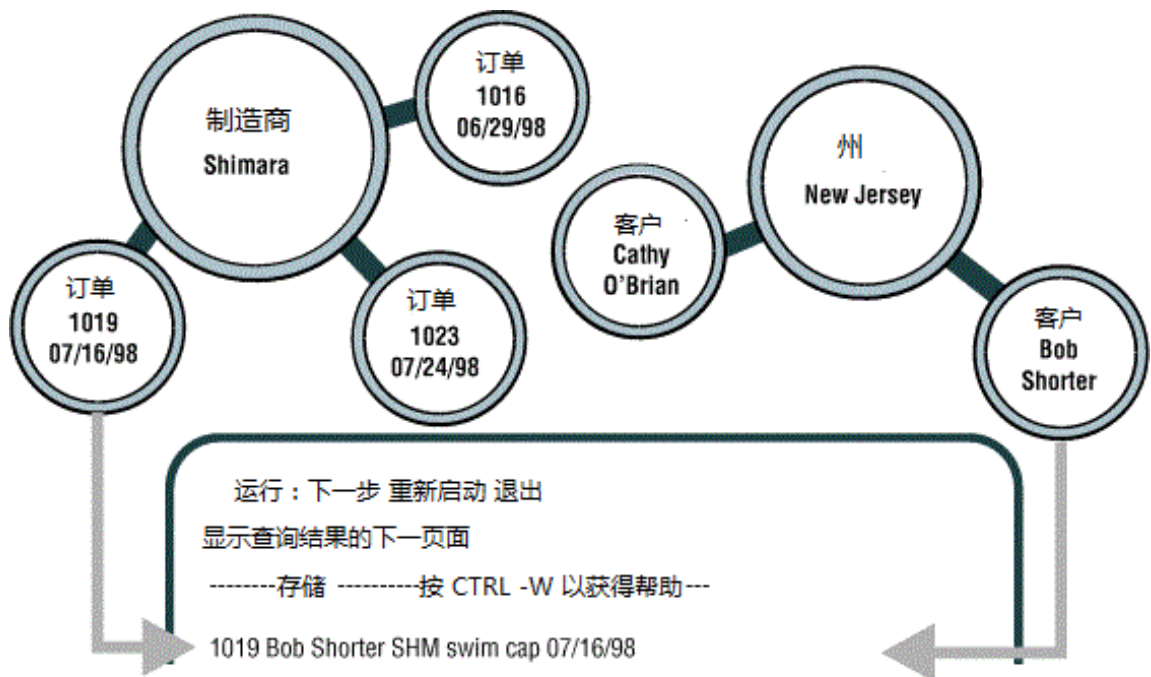 制造商
Shimara
订单
1016
06/29/98
州
New Jersey
客户
Cathy
O'Brian
订单
1019
07/16/98
订单
1023
07/24/98
客户
Bob
Shorter
运行：下一步 重新启动 退出
显示查询结果的下一页面
--------存储 ----------按 CTRL -W 以获得帮助---
1019 Bob Shorter SHM swim cap 07/16/98